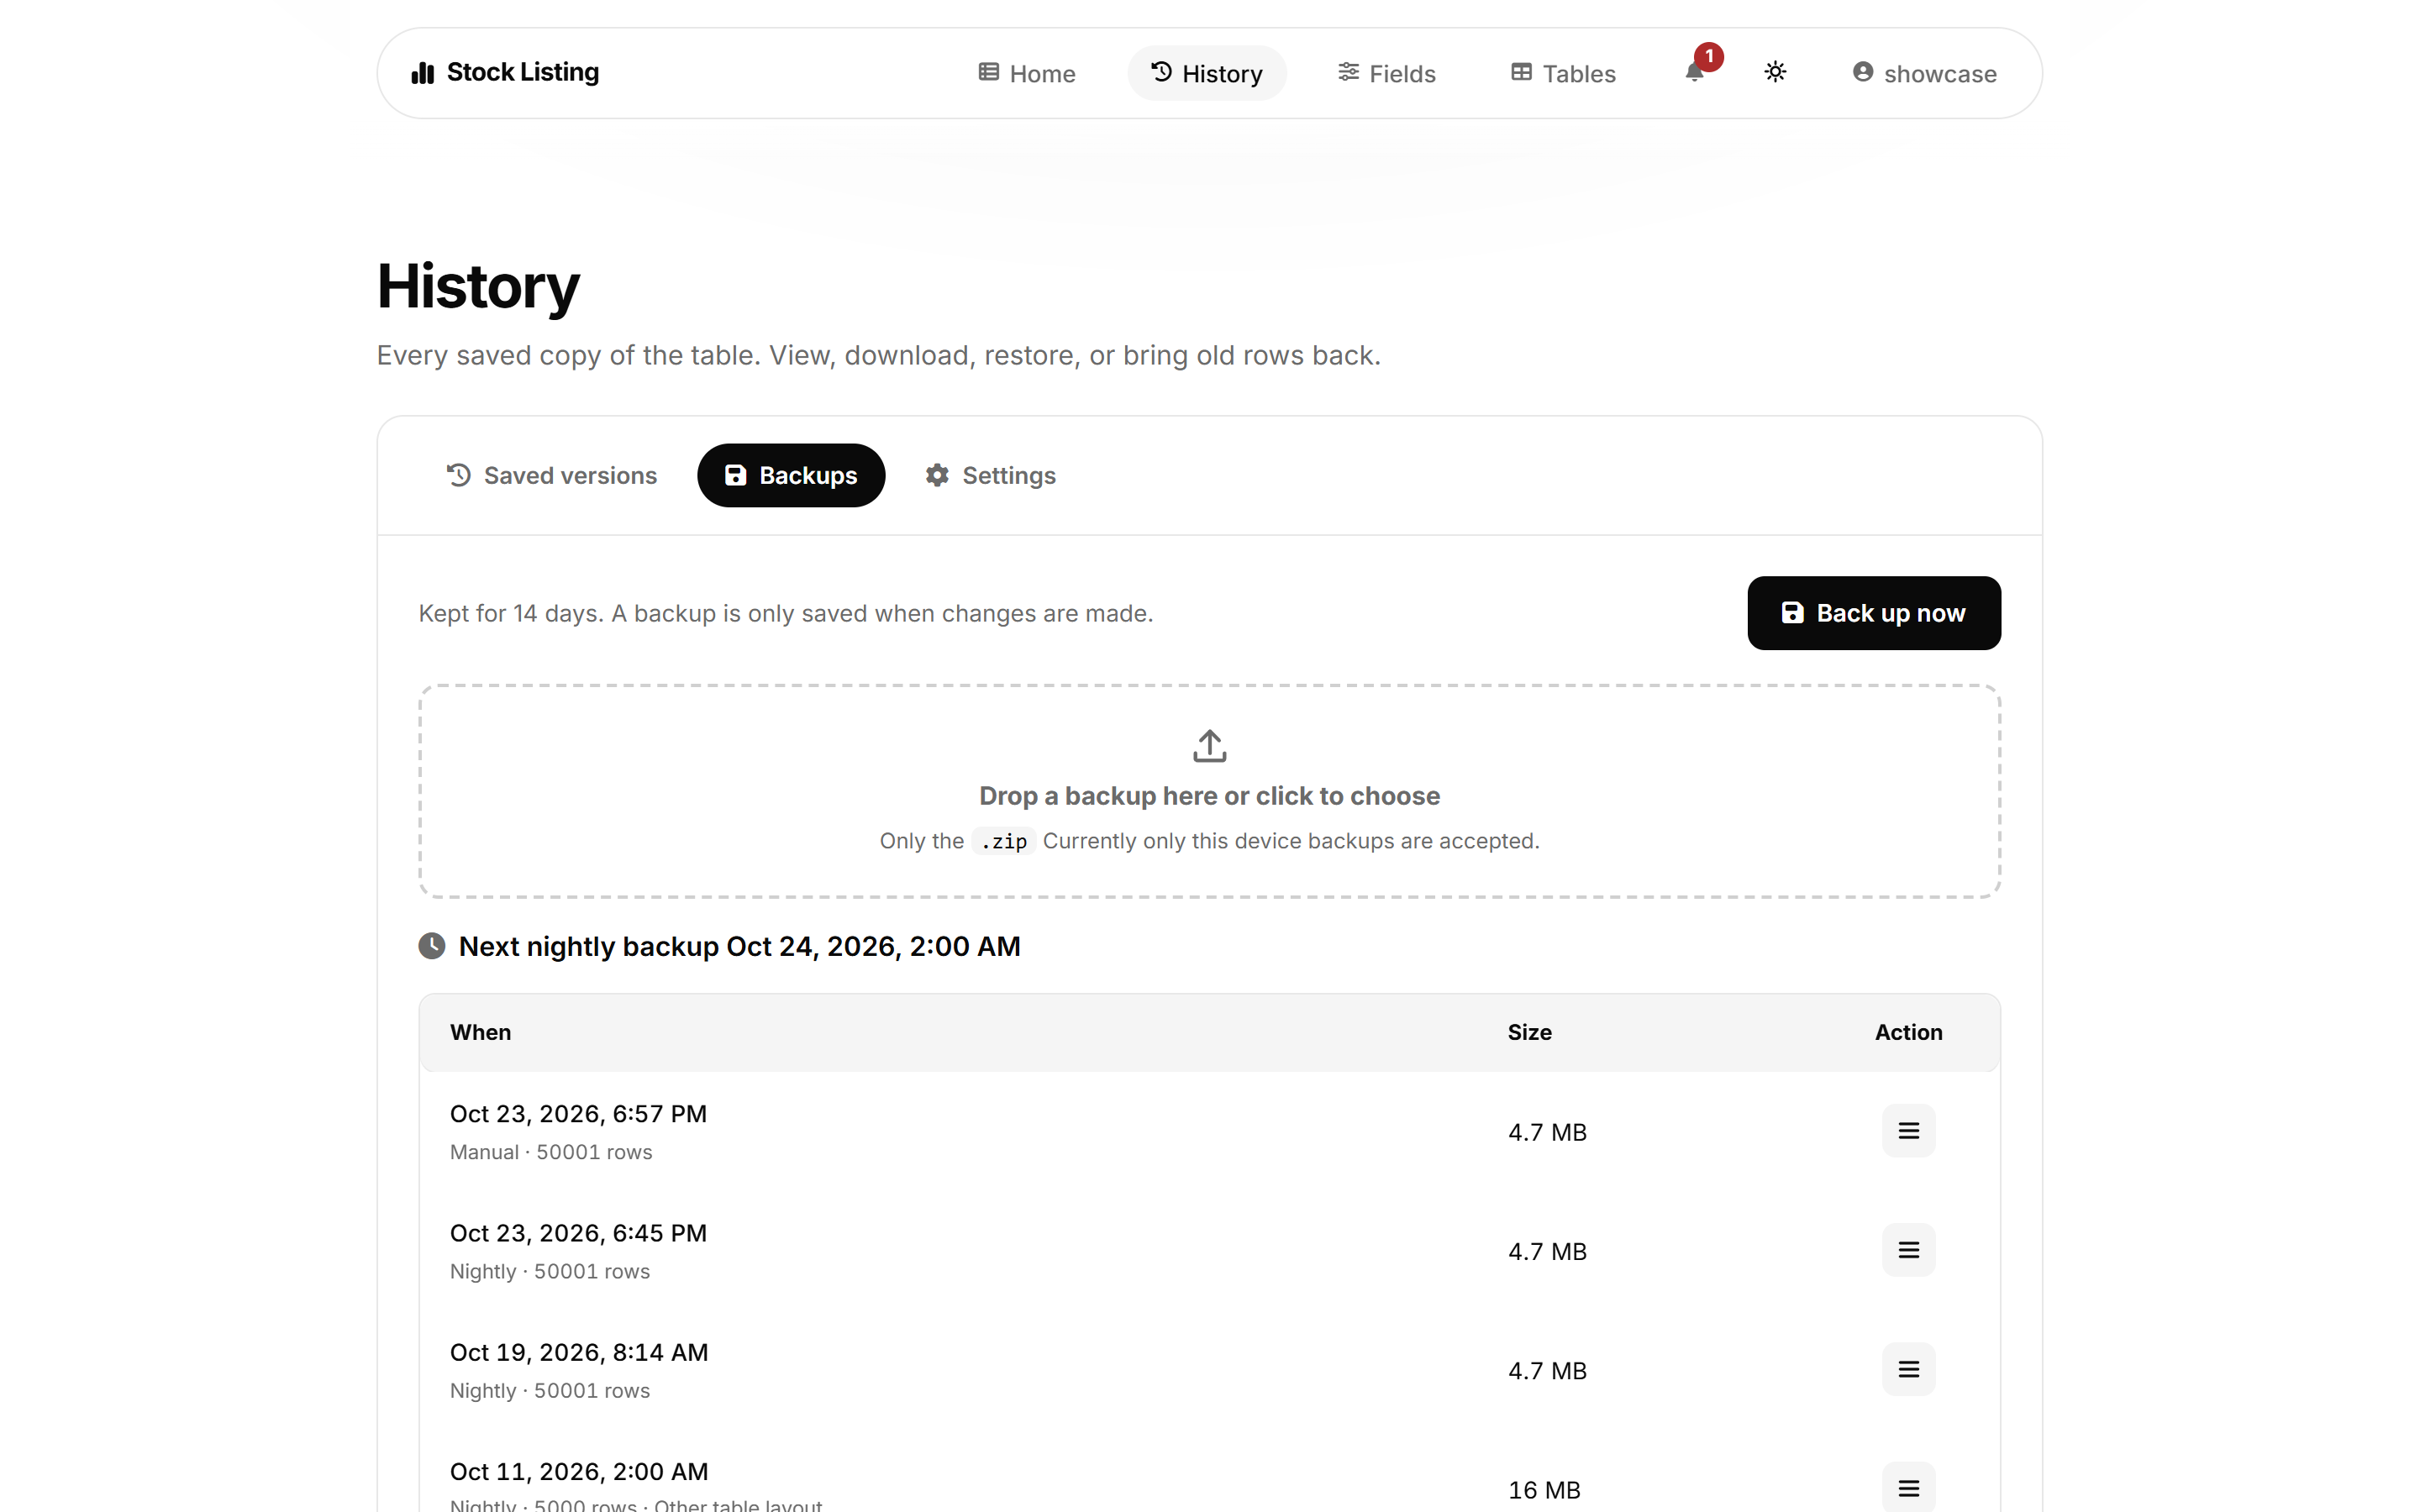 Stock Listing
Home
History
Fields
Tables
1
showcase
History
Every saved copy of the table. View, download, restore, or bring old rows back.
Saved versions
Backups
Settings
Kept for 14 days. A backup is only saved when changes are made.
Back up now
Drop a backup here or click to choose
Only the .zip Currently only this device backups are accepted.
Next nightly backup Oct 24, 2026, 2:00 AM
When Size Action
Oct 23, 2026, 6:57 PM
Manual · 50001 rows
4.7 MB
Oct 23, 2026, 6:45 PM
Nightly · 50001 rows
4.7 MB
Oct 19, 2026, 8:14 AM
Nightly · 50001 rows
4.7 MB
Oct 11, 2026, 2:00 AM
Nightly · 5000 rows · Other table layout
16 MB